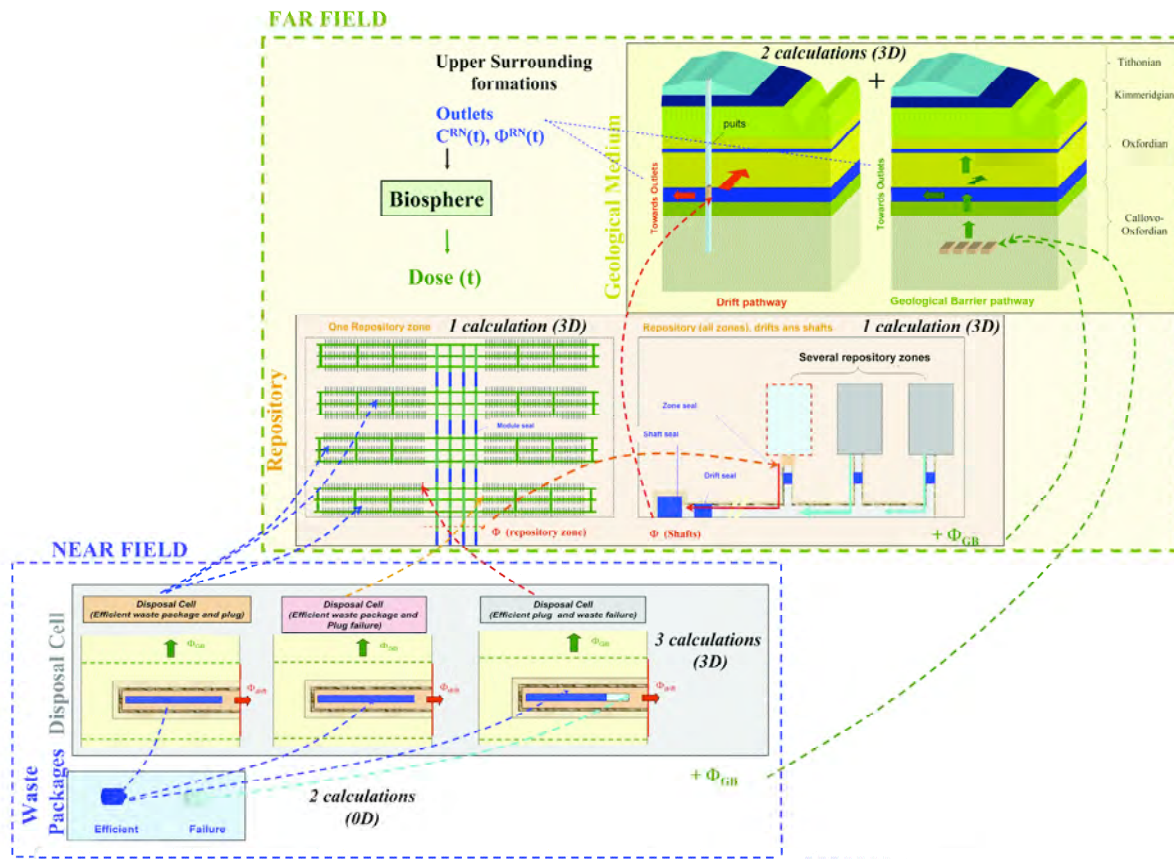 FAR FIELD
Upper Surrounding
formations
Outlets
C^RN(t), Φ^RN(t)
Biosphere
Dose (t)
Geological Medium
2 calculations (3D)
+
puits
Towards Outlets
Drift pathway
Towards Outlets
Geological Barrier pathway
Tithonian
Kimmeridgian
Oxfordian
Callovo-
Oxfordian
Repository
One Repository zone
1 calculation (3D)
Module seal
Φ (repository zone)
Repository (all zones), drifts ans shafts
1 calculation (3D)
Several repository zones
Zone seal
Shaft seal
Drift seal
Φ (Shafts)
+ Φ_GB
NEAR FIELD
Disposal Cell
Disposal Cell
(Efficient waste package and plug)
Φ_GB
Φ_drift
Disposal Cell
(Efficient waste package and
Plug failure)
Φ_GB
Φ_drift
Disposal Cell
(Efficient plug and waste failure)
Φ_GB
Φ_drift
3 calculations
(3D)
+ Φ_GB
Waste
Packages
Efficient
Failure
2 calculations
(0D)